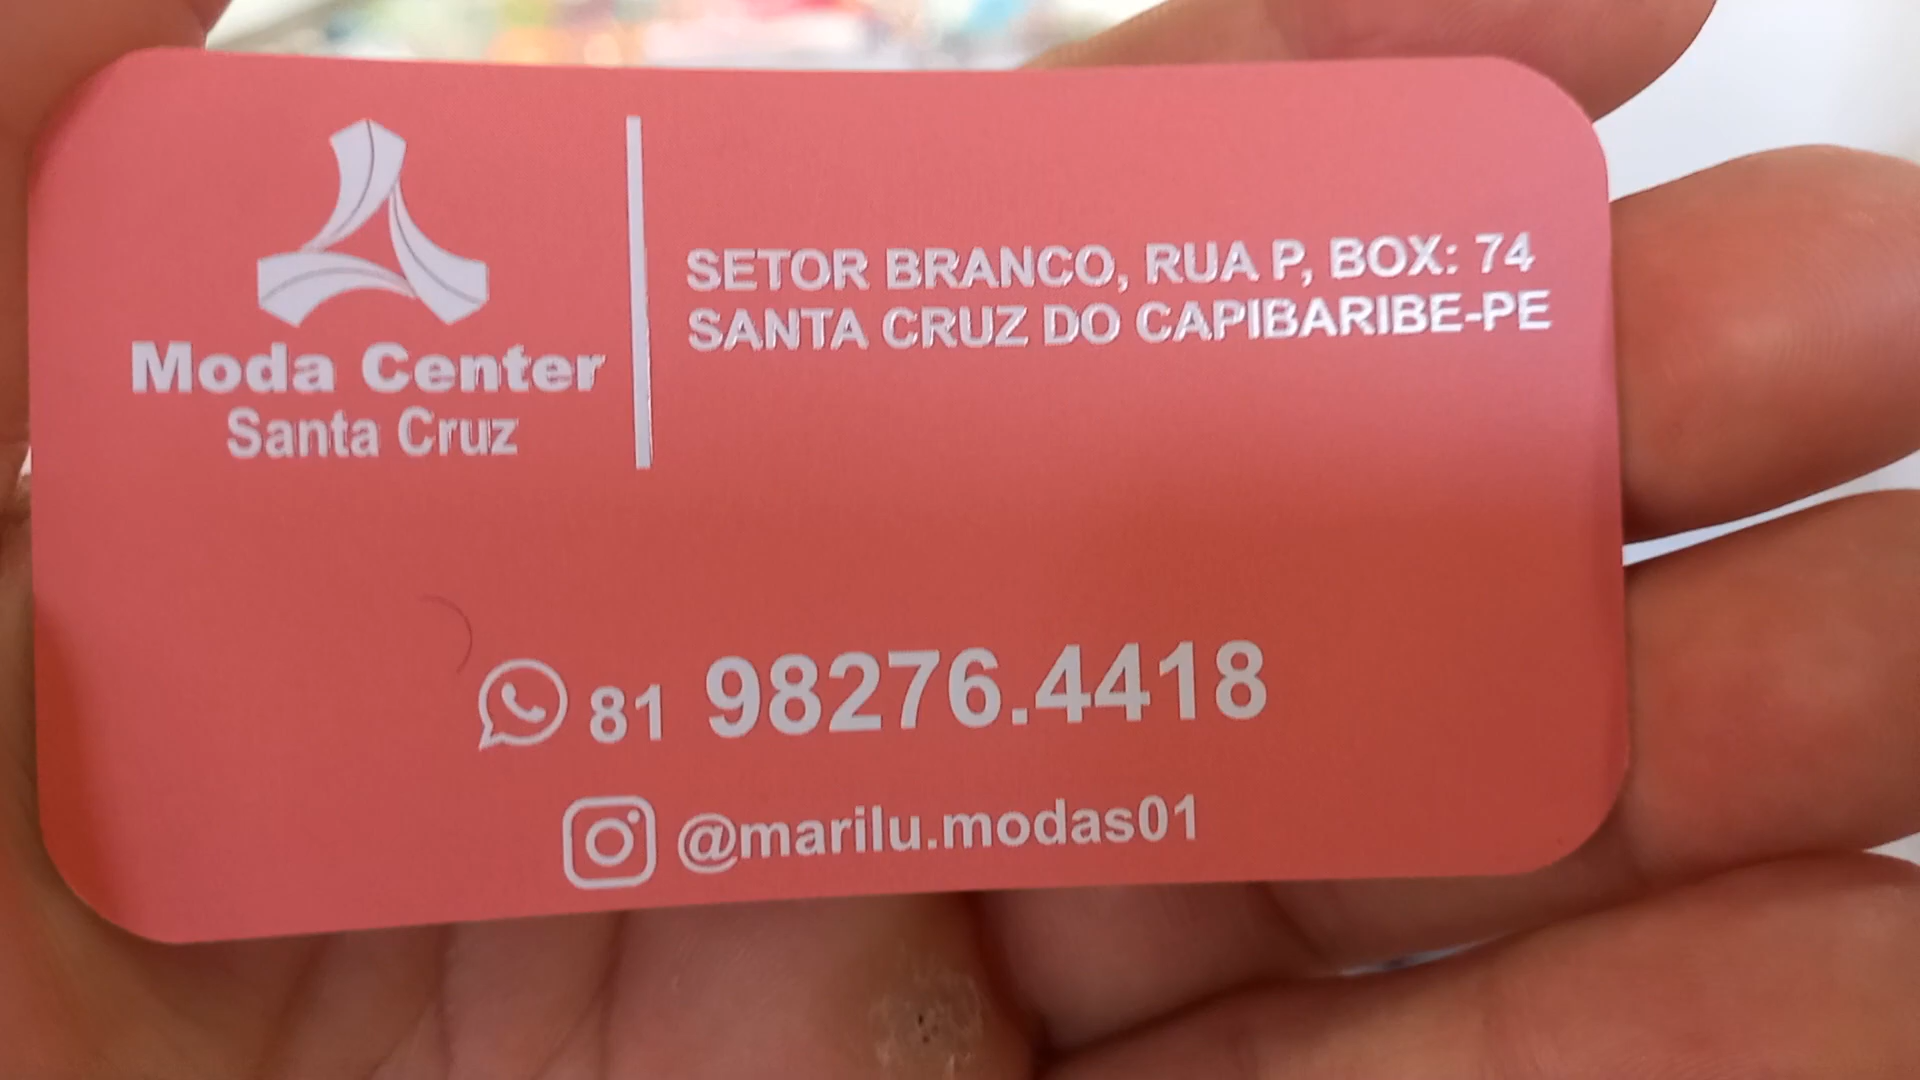 Moda Center
Santa Cruz
SETOR BRANCO, RUA P, BOX: 74
SANTA CRUZ DO CAPIBARIBE-PE
81 98276.4418
@marilu.modas01